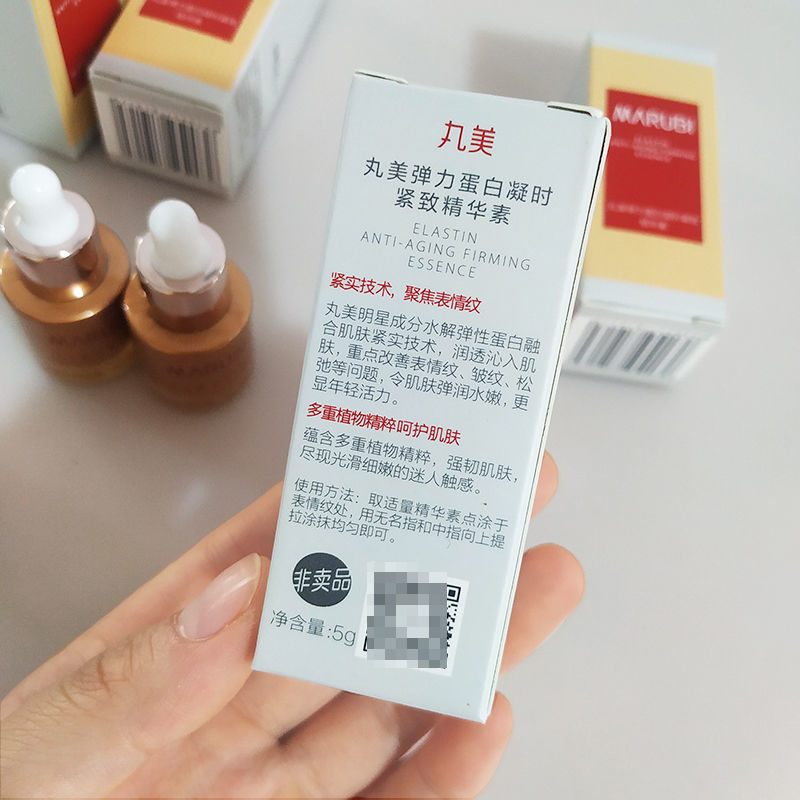 丸美
丸美弹力蛋白凝时
紧致精华素
ELASTIN
ANTI-AGING FIRMING
ESSENCE
紧实技术，聚焦表情纹
丸美明星成分水解弹性蛋白融
合肌肤紧实技术，润透沁入肌
肤，重点改善表情纹、皱纹、松
弛等问题，令肌肤弹润水嫩，更
显年轻活力。
多重植物精粹呵护肌肤
蕴含多重植物精粹，强韧肌肤，
尽现光滑细嫩的迷人触感。
使用方法：取适量精华素点涂于
表情纹处，用无名指和中指向上提
拉涂抹均匀即可。
非卖品
净含量:5g
MARUBI
ELASTIN
ANTI-AGING FIRMING
ESSENCE
MARUBI
MARUBI